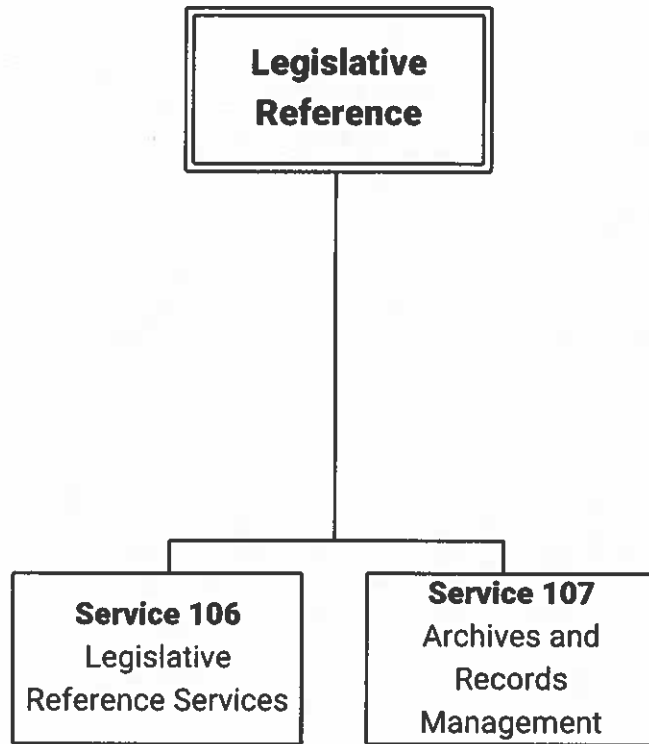 Legislative
Reference
Service 106
Legislative
Reference Services
Service 107
Archives and
Records
Management